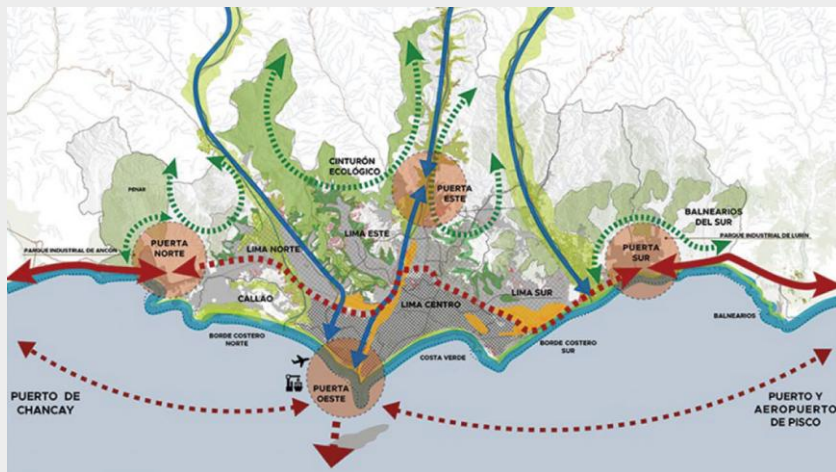 CINTURÓN
ECOLÓGICO
PUERTA
ESTE
PENAR
BALNEARIOS
DEL SUR
PARQUE INDUSTRIAL DE ANCÓN
PUERTA
NORTE
LIMA NORTE
LIMA ESTE
PUERTA
SUR
PARQUE INDUSTRIAL DE LURÍN
CALLAO
LIMA CENTRO
LIMA SUR
BALNEARIOS
BORDE COSTERO
NORTE
COSTA VERDE
BORDE COSTERO
SUR
PUERTA
OESTE
PUERTO DE
CHANCAY
PUERTO Y
AEROPUERTO
DE PISCO